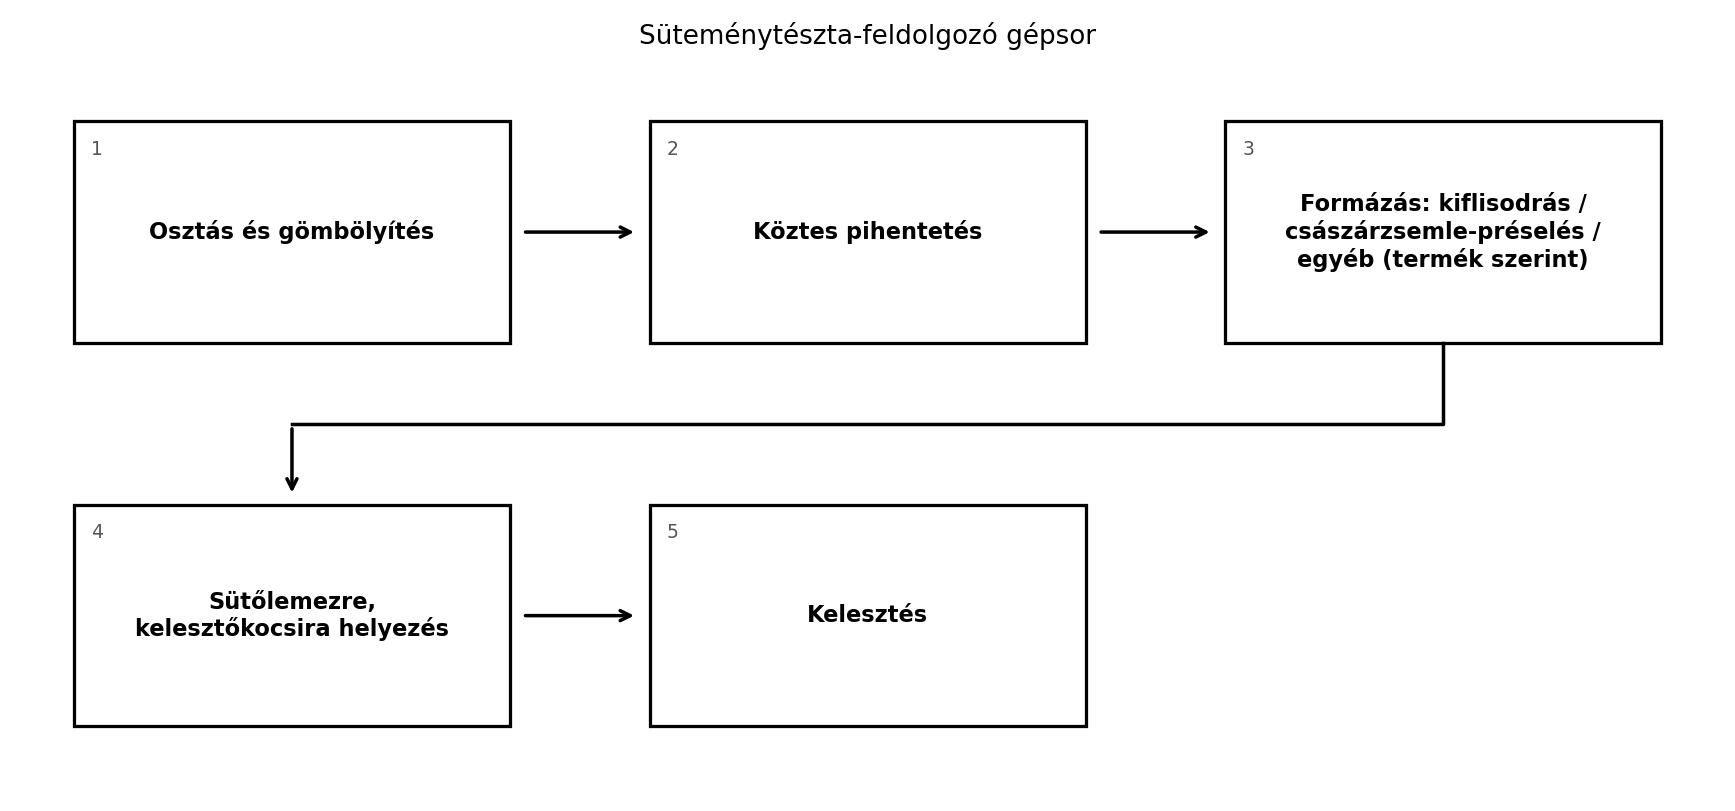 Süteménytészta-feldolgozó gépsor
1
Osztás és gömbölyítés
2
Köztes pihentetés
3
Formázás: kiflisodrás /
császárzsemle-préselés /
egyéb (termék szerint)
4
Sütőlemezre,
kelesztőkocsira helyezés
5
Kelesztés